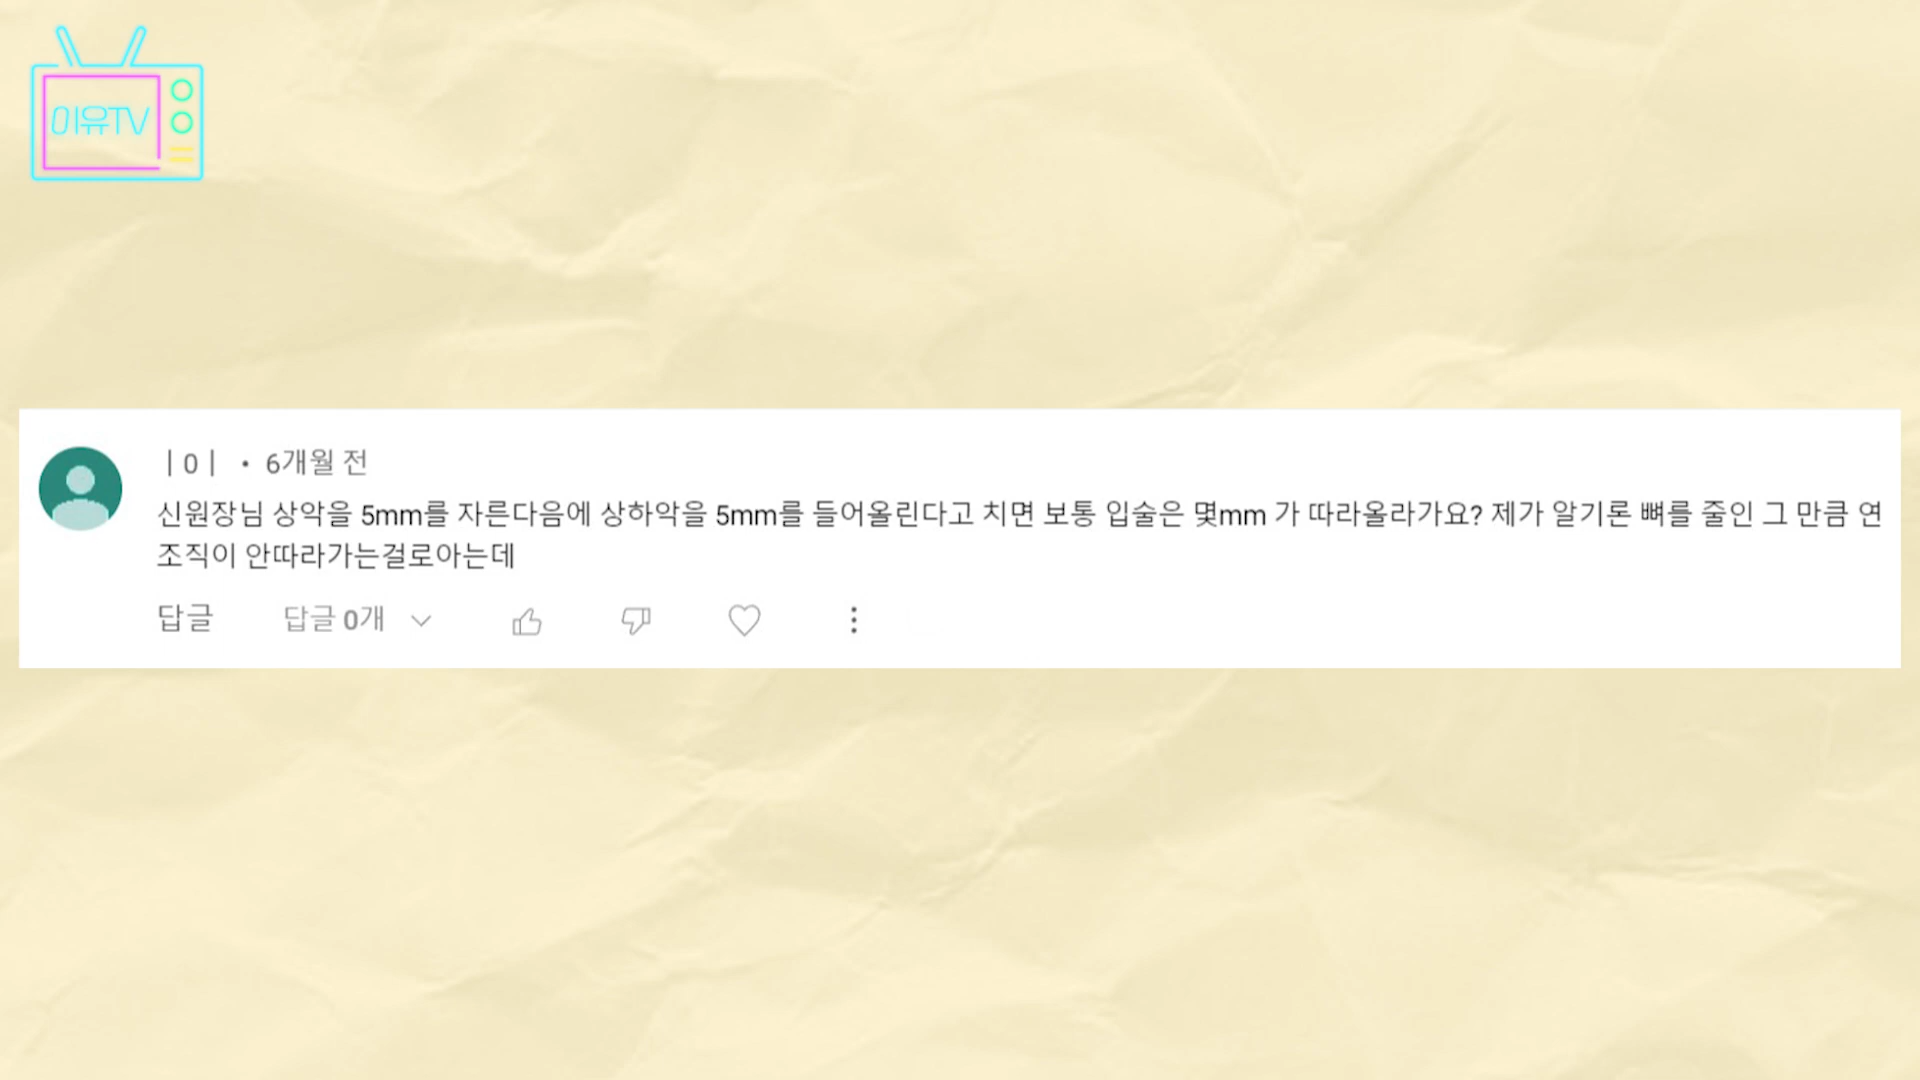 이유TV
|0| • 6개월 전
신원장님 상악을 5mm를 자른다음에 상하악을 5mm를 들어올린다고 치면 보통 입술은 몇mm 가 따라올라가요? 제가 알기론 뼈를 줄인 그 만큼 연
조직이 안따라가는걸로아는데
답글 답글 0개